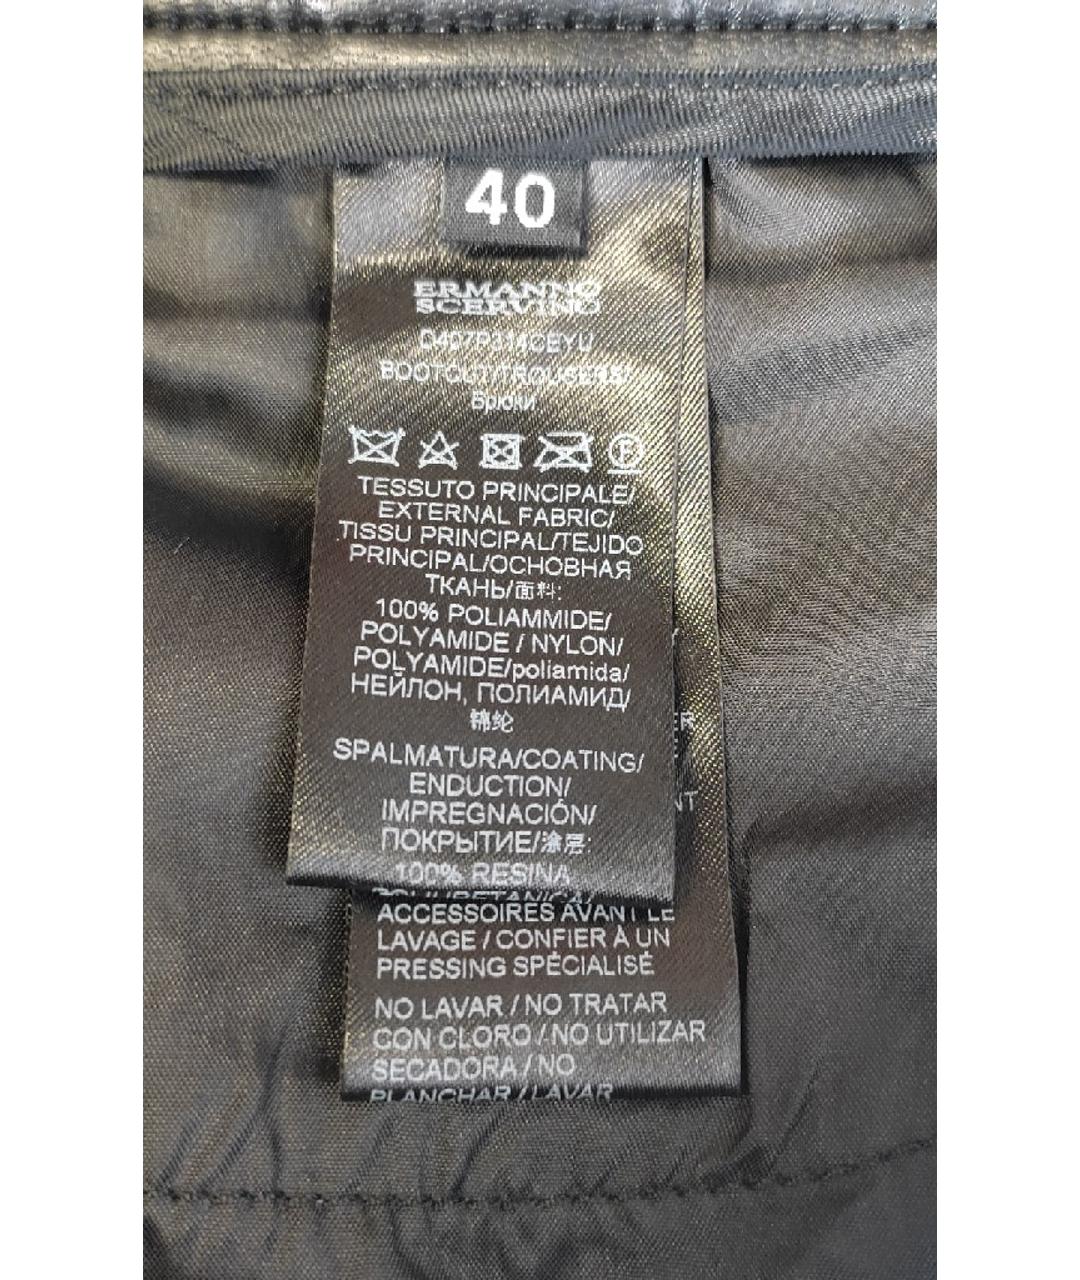 40
ERMANNO
SCERVINO
D407P314CEYU
BOOTCUT/TROUSERS/
Брюки
TESSUTO PRINCIPALE/
EXTERNAL FABRIC/
TISSU PRINCIPAL/TEJIDO
PRINCIPAL/ОСНОВНАЯ
ТКАНЬ/面料:
100% POLIAMMIDE/
POLYAMIDE / NYLON/
POLYAMIDE/poliamida/
НЕЙЛОН, ПОЛИАМИД/
锦纶
SPALMATURA/COATING/
ENDUCTION/
IMPREGNACIÓN/
ПОКРЫТИЕ/涂层:
100% RESINA
POLIURETANICA/
ACCESSOIRES AVANT LE
LAVAGE / CONFIER À UN
PRESSING SPÉCIALISÉ
NO LAVAR / NO TRATAR
CON CLORO / NO UTILIZAR
SECADORA / NO
PLANCHAR / LAVAR